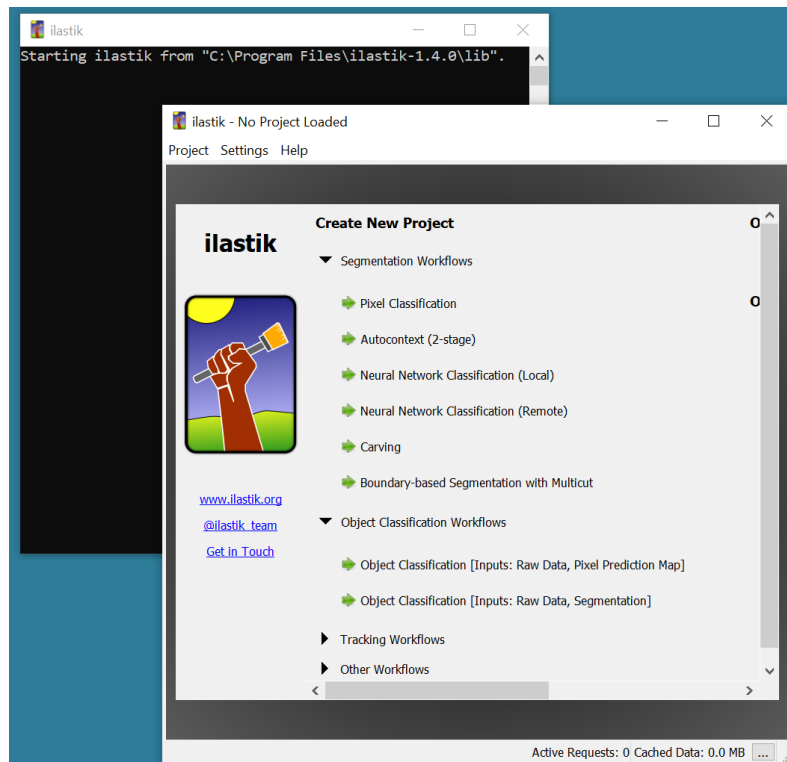 ilastik
Starting ilastik from "C:\Program Files\ilastik-1.4.0\lib".
ilastik - No Project Loaded
Project Settings Help
ilastik
www.ilastik.org
@ilastik_team
Get in Touch
Create New Project
Segmentation Workflows
Pixel Classification
Autocontext (2-stage)
Neural Network Classification (Local)
Neural Network Classification (Remote)
Carving
Boundary-based Segmentation with Multicut
Object Classification Workflows
Object Classification [Inputs: Raw Data, Pixel Prediction Map]
Object Classification [Inputs: Raw Data, Segmentation]
Tracking Workflows
Other Workflows
Active Requests: 0 Cached Data: 0.0 MB ...